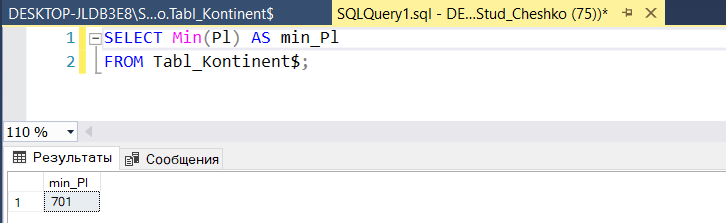 DESKTOP-JLDB3E8\S...o.Tabl_Kontinent$
SQLQuery1.sql - DE...Stud_Cheshko (75))*
1 SELECT Min(Pl) AS min_Pl
2 FROM Tabl_Kontinent$;
110 %
Результаты Сообщения
min_Pl
1 701